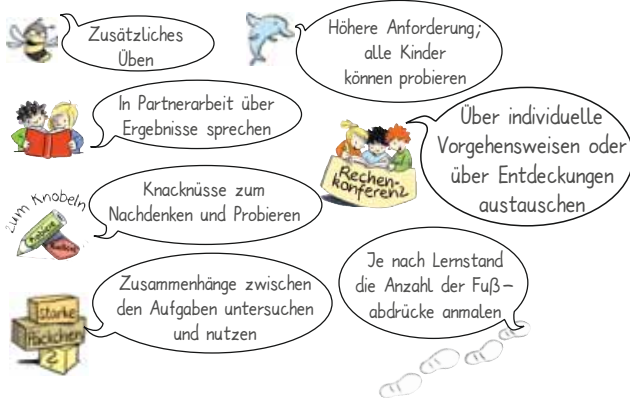 Zusätzliches
Üben
Höhere Anforderung;
alle Kinder
können probieren
In Partnerarbeit über
Ergebnisse sprechen
Über individuelle
Vorgehensweisen oder
über Entdeckungen
austauschen
Rechen-
konferenz
zum Knobeln
Knacknüsse zum
Nachdenken und Probieren
Je nach Lernstand
die Anzahl der Fuß-
abdrücke anmalen
Zusammenhänge zwischen
den Aufgaben untersuchen
und nutzen
starke
Päckchen